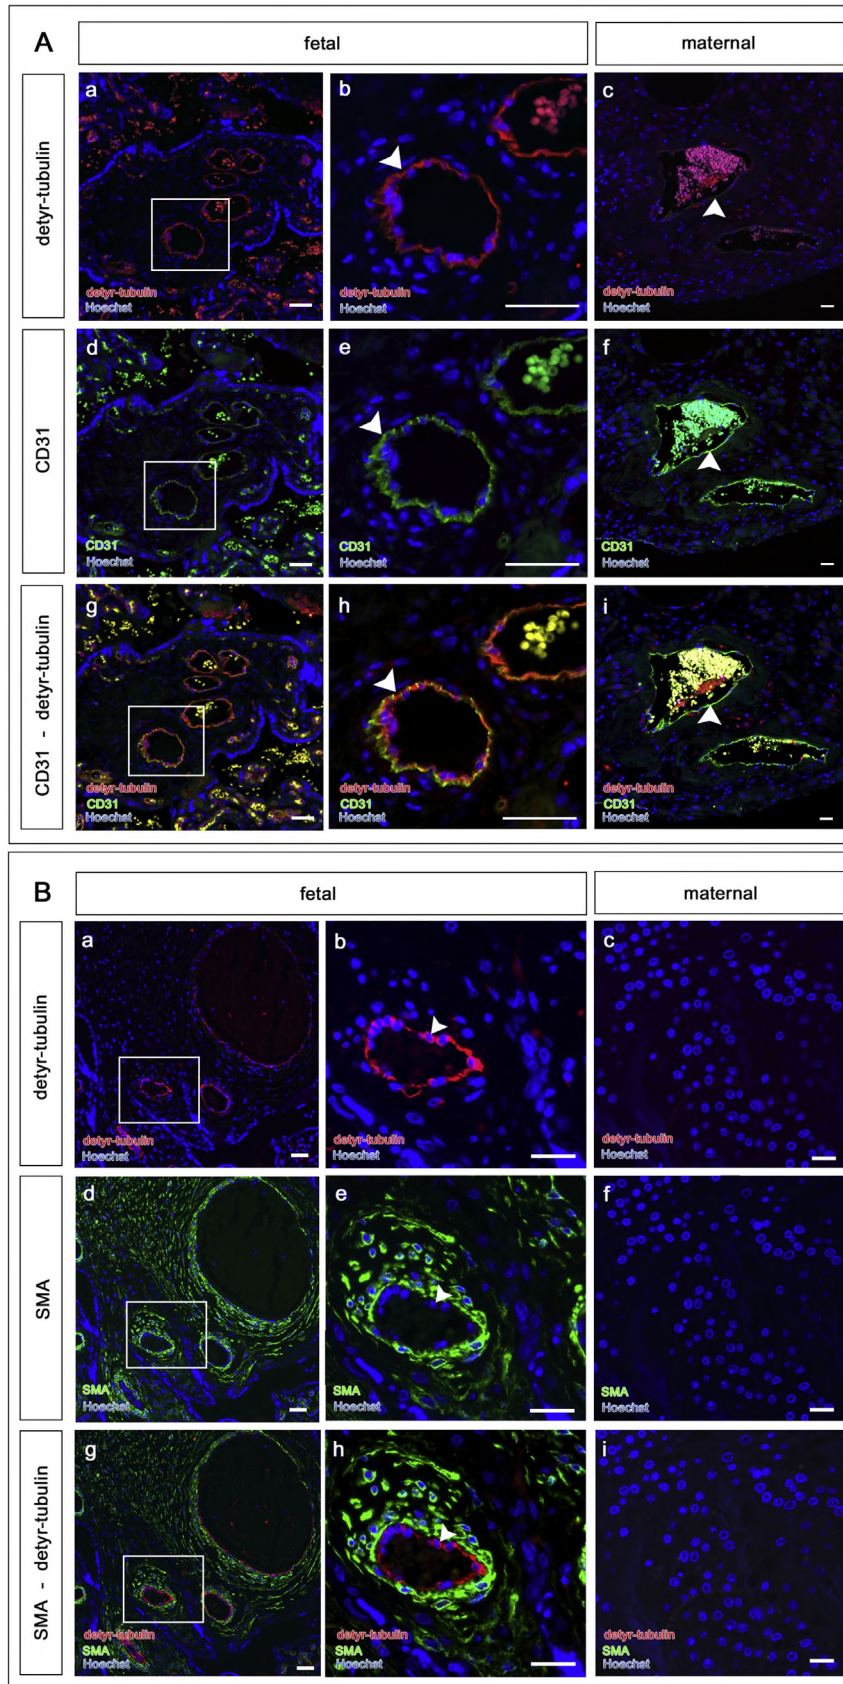 A
fetal
maternal
detyr-tubulin
a
detyr-tubulin
Hoechst
b
detyr-tubulin
Hoechst
c
detyr-tubulin
Hoechst
CD31
d
CD31
Hoechst
e
CD31
Hoechst
f
CD31
Hoechst
CD31 - detyr-tubulin
g
detyr-tubulin
CD31
Hoechst
h
detyr-tubulin
CD31
Hoechst
i
detyr-tubulin
CD31
Hoechst
B
fetal
maternal
detyr-tubulin
a
detyr-tubulin
Hoechst
b
detyr-tubulin
Hoechst
c
detyr-tubulin
Hoechst
SMA
d
SMA
Hoechst
e
SMA
Hoechst
f
SMA
Hoechst
SMA - detyr-tubulin
g
detyr-tubulin
SMA
Hoechst
h
detyr-tubulin
SMA
Hoechst
i
detyr-tubulin
SMA
Hoechst